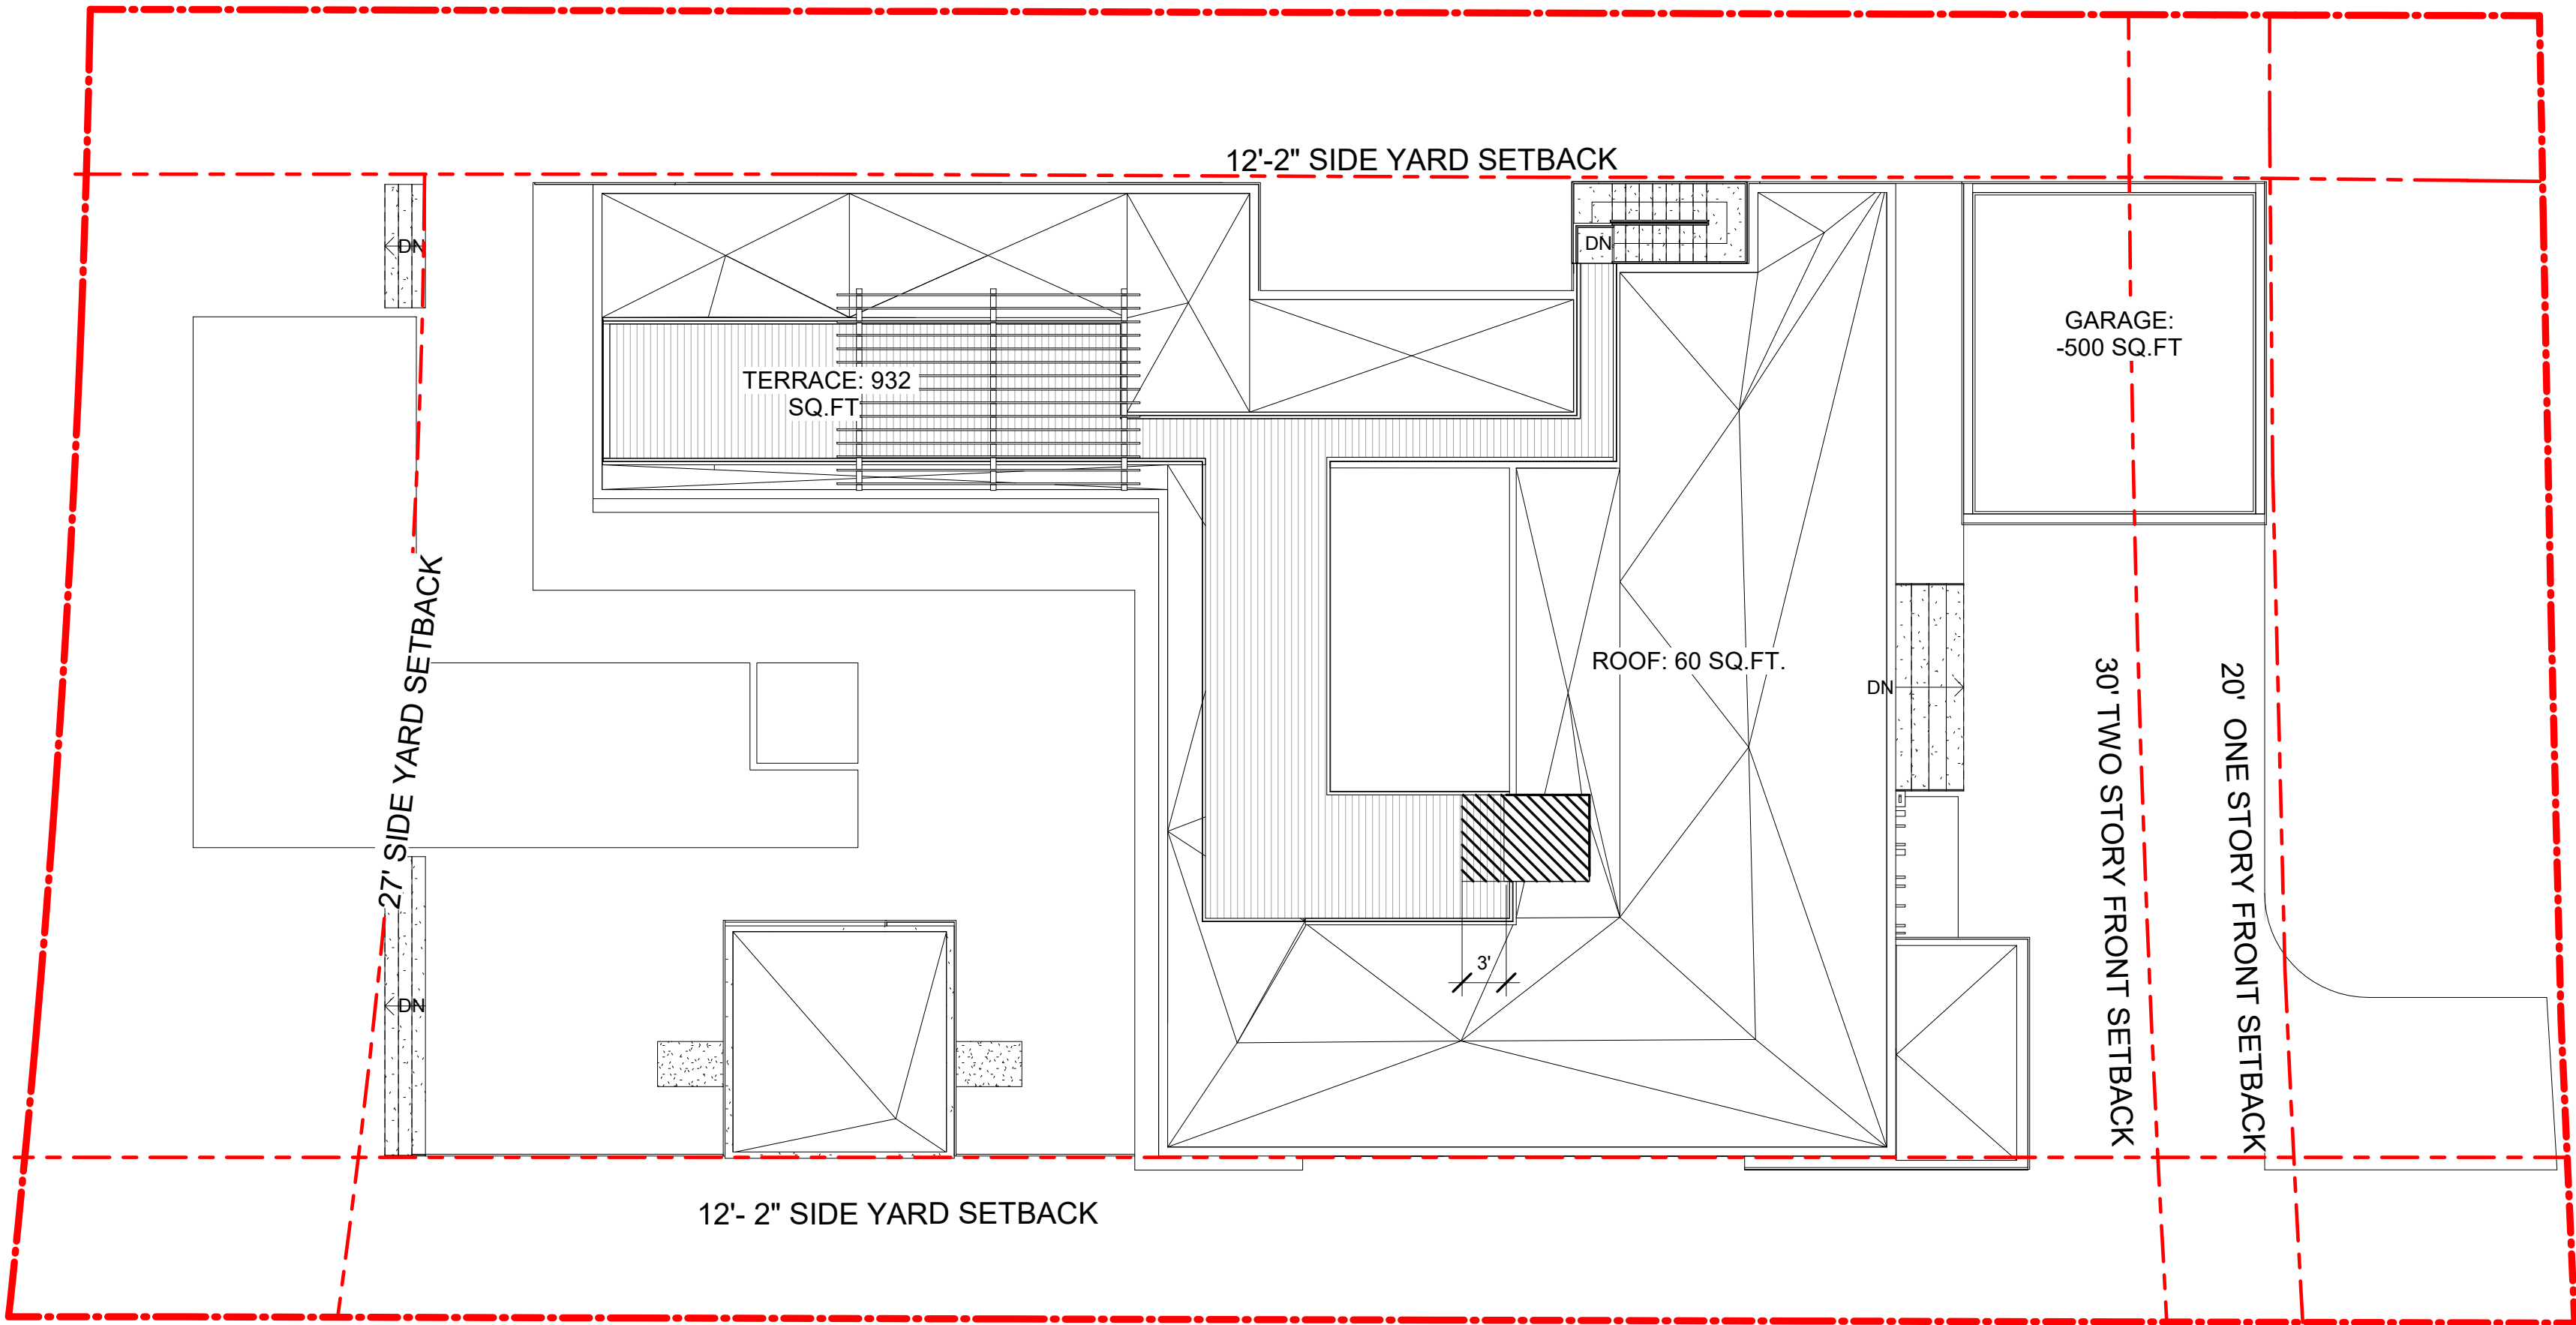 12'-2" SIDE YARD SETBACK
DN
DN
GARAGE:
-500 SQ.FT
TERRACE: 932
SQ.FT
27' SIDE YARD SETBACK
ROOF: 60 SQ.FT.
DN
30' TWO STORY FRONT SETBACK
20' ONE STORY FRONT SETBACK
3'
DN
12'- 2" SIDE YARD SETBACK